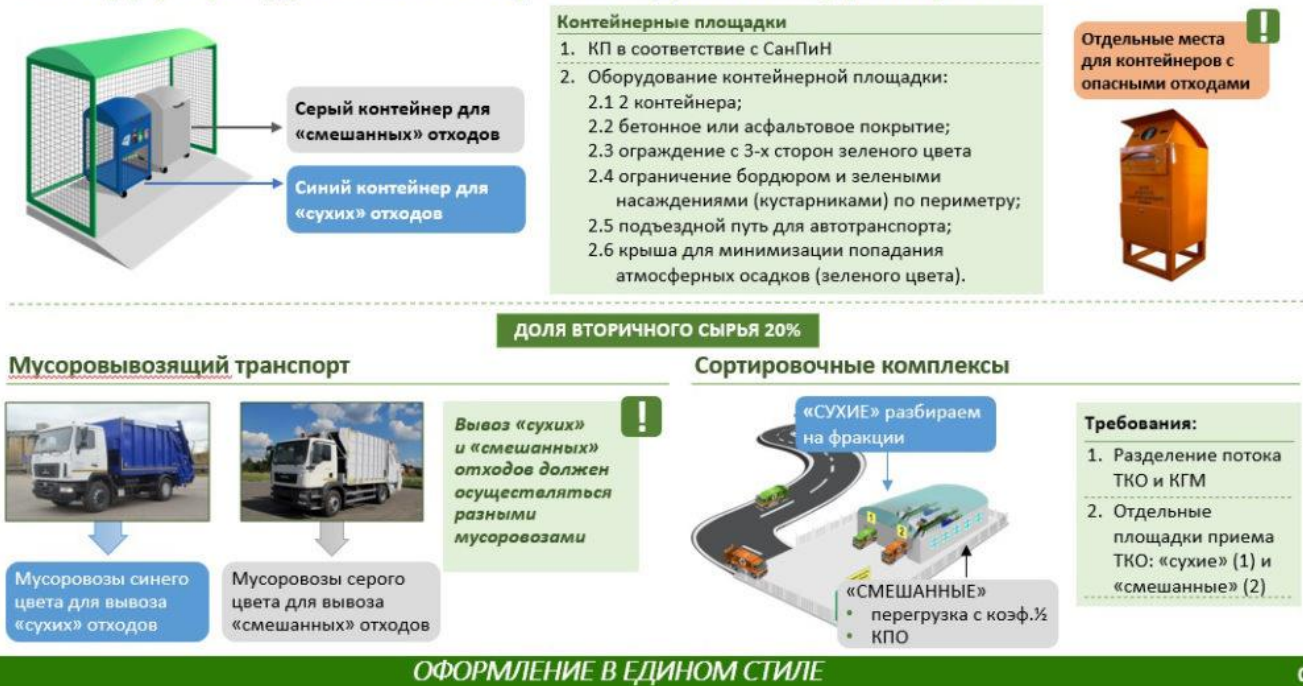 Контейнерные площадки
1. КП в соответствие с СанПиН
2. Оборудование контейнерной площадки:
2.1 2 контейнера;
2.2 бетонное или асфальтовое покрытие;
2.3 ограждение с 3-х сторон зеленого цвета
2.4 ограничение бордюром и зелеными
насаждениями (кустарниками) по периметру;
2.5 подъездной путь для автотранспорта;
2.6 крыша для минимизации попадания
атмосферных осадков (зеленого цвета).
Серый контейнер для
«смешанных» отходов
Синий контейнер для
«сухих» отходов
!
Отдельные места
для контейнеров с
опасными отходами
ДОЛЯ ВТОРИЧНОГО СЫРЬЯ 20%
Мусоровывозящий транспорт
Вывоз «сухих»
и «смешанных»
отходов должен
осуществляться
разными
мусоровозами
!
Мусоровозы синего
цвета для вывоза
«сухих» отходов
Мусоровозы серого
цвета для вывоза
«смешанных» отходов
Сортировочные комплексы
«СУХИЕ» разбираем
на фракции
1
2
«СМЕШАННЫЕ»
• перегрузка с коэф.½
• КПО
Требования:
1. Разделение потока
ТКО и КГМ
2. Отдельные
площадки приема
ТКО: «сухие» (1) и
«смешанные» (2)
ОФОРМЛЕНИЕ В ЕДИНОМ СТИЛЕ